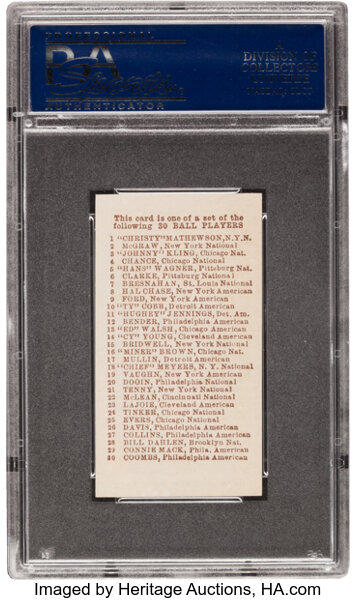 PROFESSIONAL
PSA
AUTHENTICATOR
A
DIVISION OF
COLLECTORS
UNIVERSE
NASDAQ: CLCT
This card is one of a set of the
following 30 BALL PLAYERS
1 "CHRISTY" MATHEWSON, N.Y.N.
2 McGRAW, New York National
3 "JOHNNY" KLING, Chicago Nat.
4 CHANCE, Chicago National
5 "HANS" WAGNER, Pittsburg Nat.
6 CLARKE, Pittsburg National
7 BRESNAHAN, St. Louis National
8 HAL CHASE, New York American
9 FORD, New York American
10 "TY" COBB, Detroit American
11 "HUGHEY" JENNINGS, Det. Am.
12 BENDER, Philadelphia American
13 "ED" WALSH, Chicago American
14 "CY" YOUNG, Cleveland American
15 BRIDWELL, New York National
16 "MINER" BROWN, Chicago Nat.
17 MULLIN, Detroit American
18 "CHIEF" MEYERS, N. Y. National
19 VAUGHN, New York American
20 DOOIN, Philadelphia National
21 TENNY, New York National
22 McLEAN, Cincinnati National
23 LAJOIE, Cleveland American
24 TINKER, Chicago National
25 EVERS, Chicago National
26 DAVIS, Philadelphia American
27 COLLINS, Philadelphia American
28 BILL DAHLEN, Brooklyn Nat.
29 CONNIE MACK, Phila. American
30 COOMBS, Philadelphia American
Imaged by Heritage Auctions, HA.com